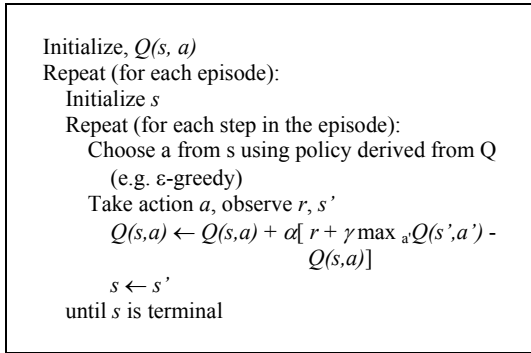 Initialize, Q(s, a)
Repeat (for each episode):
Initialize s
Repeat (for each step in the episode):
Choose a from s using policy derived from Q
(e.g. ε-greedy)
Take action a, observe r, s’
Q(s,a) ← Q(s,a) + α[ r + γ max a'Q(s’,a’) -
Q(s,a)]
s ← s’
until s is terminal